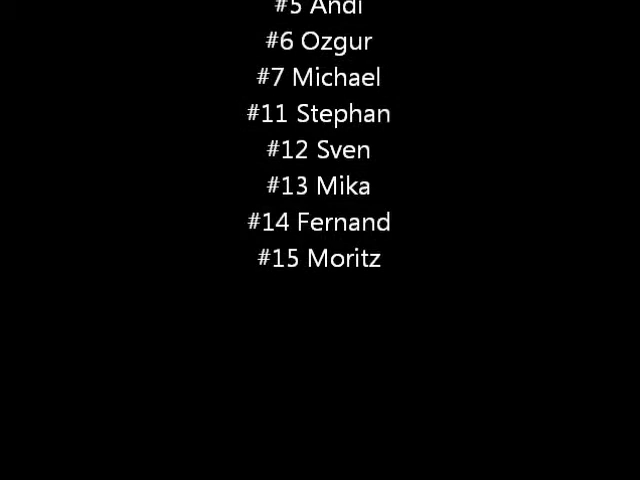 #5 Andi
#6 Ozgur
#7 Michael
#11 Stephan
#12 Sven
#13 Mika
#14 Fernand
#15 Moritz